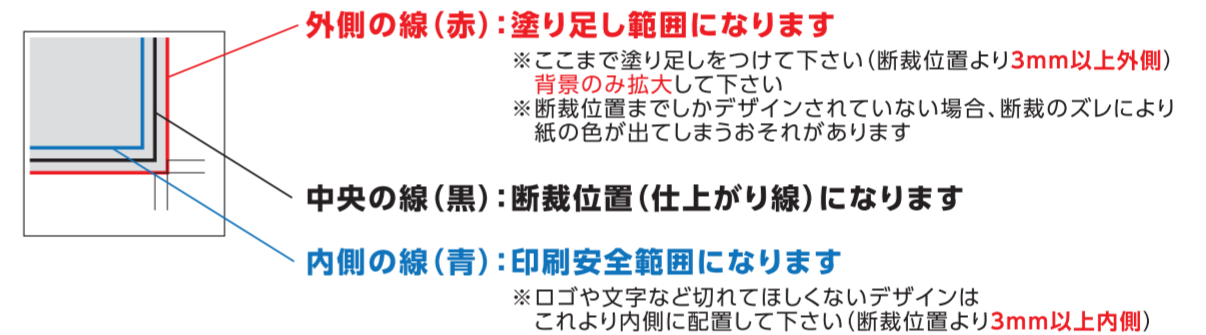 外側の線(赤):塗り足し範囲になります
※ここまで塗り足しをつけて下さい(断裁位置より3mm以上外側)
背景のみ拡大して下さい
※断裁位置までしかデザインされていない場合、断裁のズレにより
紙の色が出てしまうおそれがあります
中央の線(黒):断裁位置(仕上がり線)になります
内側の線(青):印刷安全範囲になります
※ロゴや文字など切れてほしくないデザインは
これより内側に配置して下さい(断裁位置より3mm以上内側)